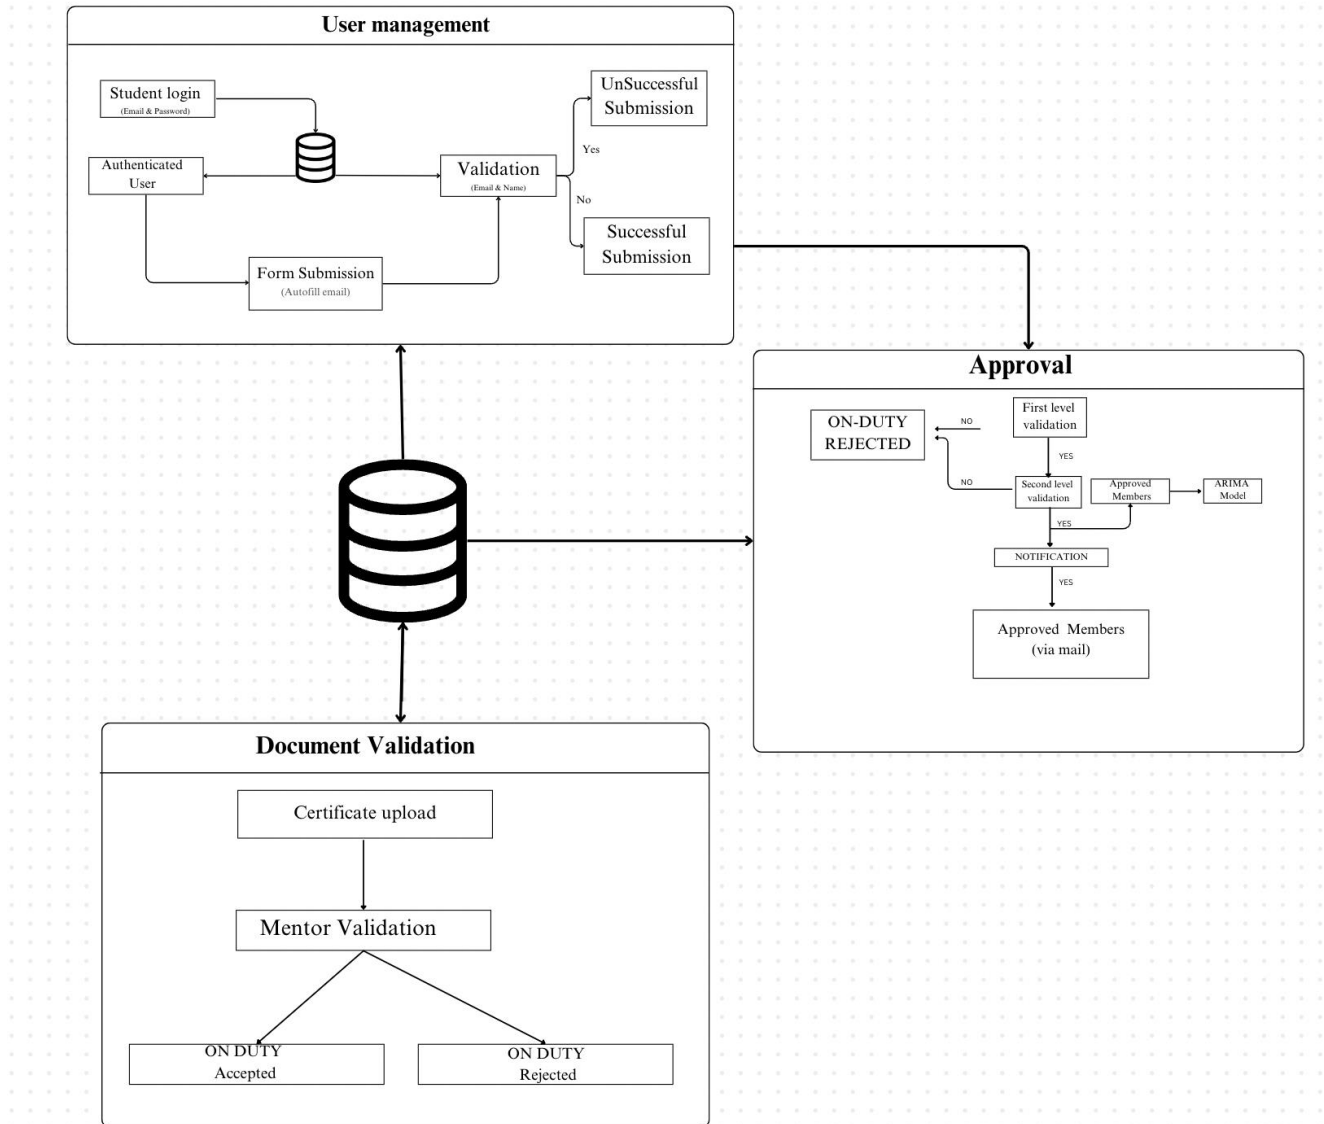 User management
Student login
(Email & Password)
Authenticated
User
Form Submission
(Autofill email)
Validation
(Email & Name)
Yes
No
UnSuccessful
Submission
Successful
Submission
Approval
First level
validation
NO
YES
ON-DUTY
REJECTED
Second level
validation
NO
YES
Approved
Members
ARIMA
Model
NOTIFICATION
YES
Approved Members
(via mail)
Document Validation
Certificate upload
Mentor Validation
ON DUTY
Accepted
ON DUTY
Rejected